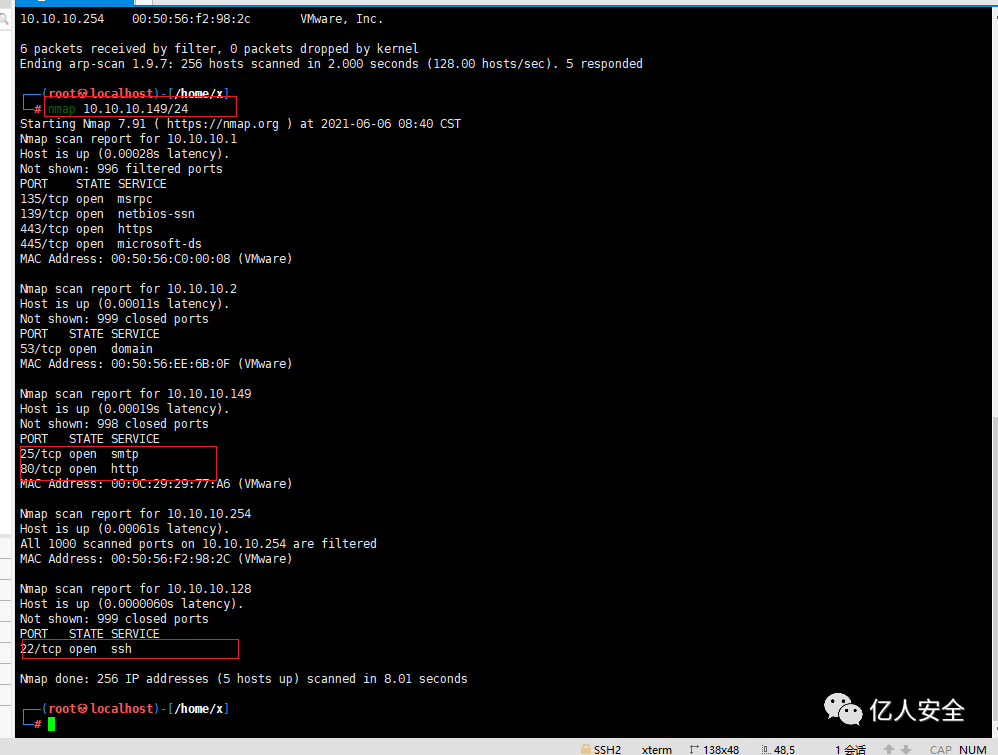 10.10.10.254    00:50:56:f2:98:2c       VMware, Inc.
6 packets received by filter, 0 packets dropped by kernel
Ending arp-scan 1.9.7: 256 hosts scanned in 2.000 seconds (128.00 hosts/sec). 5 responded
┌──(root㉿localhost)-[/home/x]
└─# nmap 10.10.10.149/24
Starting Nmap 7.91 ( https://nmap.org ) at 2021-06-06 08:40 CST
Nmap scan report for 10.10.10.1
Host is up (0.00028s latency).
Not shown: 996 filtered ports
PORT    STATE SERVICE
135/tcp open  msrpc
139/tcp open  netbios-ssn
443/tcp open  https
445/tcp open  microsoft-ds
MAC Address: 00:50:56:C0:00:08 (VMware)
Nmap scan report for 10.10.10.2
Host is up (0.00011s latency).
Not shown: 999 closed ports
PORT   STATE SERVICE
53/tcp open  domain
MAC Address: 00:50:56:EE:6B:0F (VMware)
Nmap scan report for 10.10.10.149
Host is up (0.00019s latency).
Not shown: 998 closed ports
PORT   STATE SERVICE
25/tcp open  smtp
80/tcp open  http
MAC Address: 00:0C:29:29:77:A6 (VMware)
Nmap scan report for 10.10.10.254
Host is up (0.00061s latency).
All 1000 scanned ports on 10.10.10.254 are filtered
MAC Address: 00:50:56:F2:98:2C (VMware)
Nmap scan report for 10.10.10.128
Host is up (0.0000060s latency).
Not shown: 999 closed ports
PORT   STATE SERVICE
22/tcp open  ssh
Nmap done: 256 IP addresses (5 hosts up) scanned in 8.01 seconds
┌──(root㉿localhost)-[/home/x]
└─#
亿人安全
SSH2 xterm 138x48 48,5 1 会话 CAP NUM